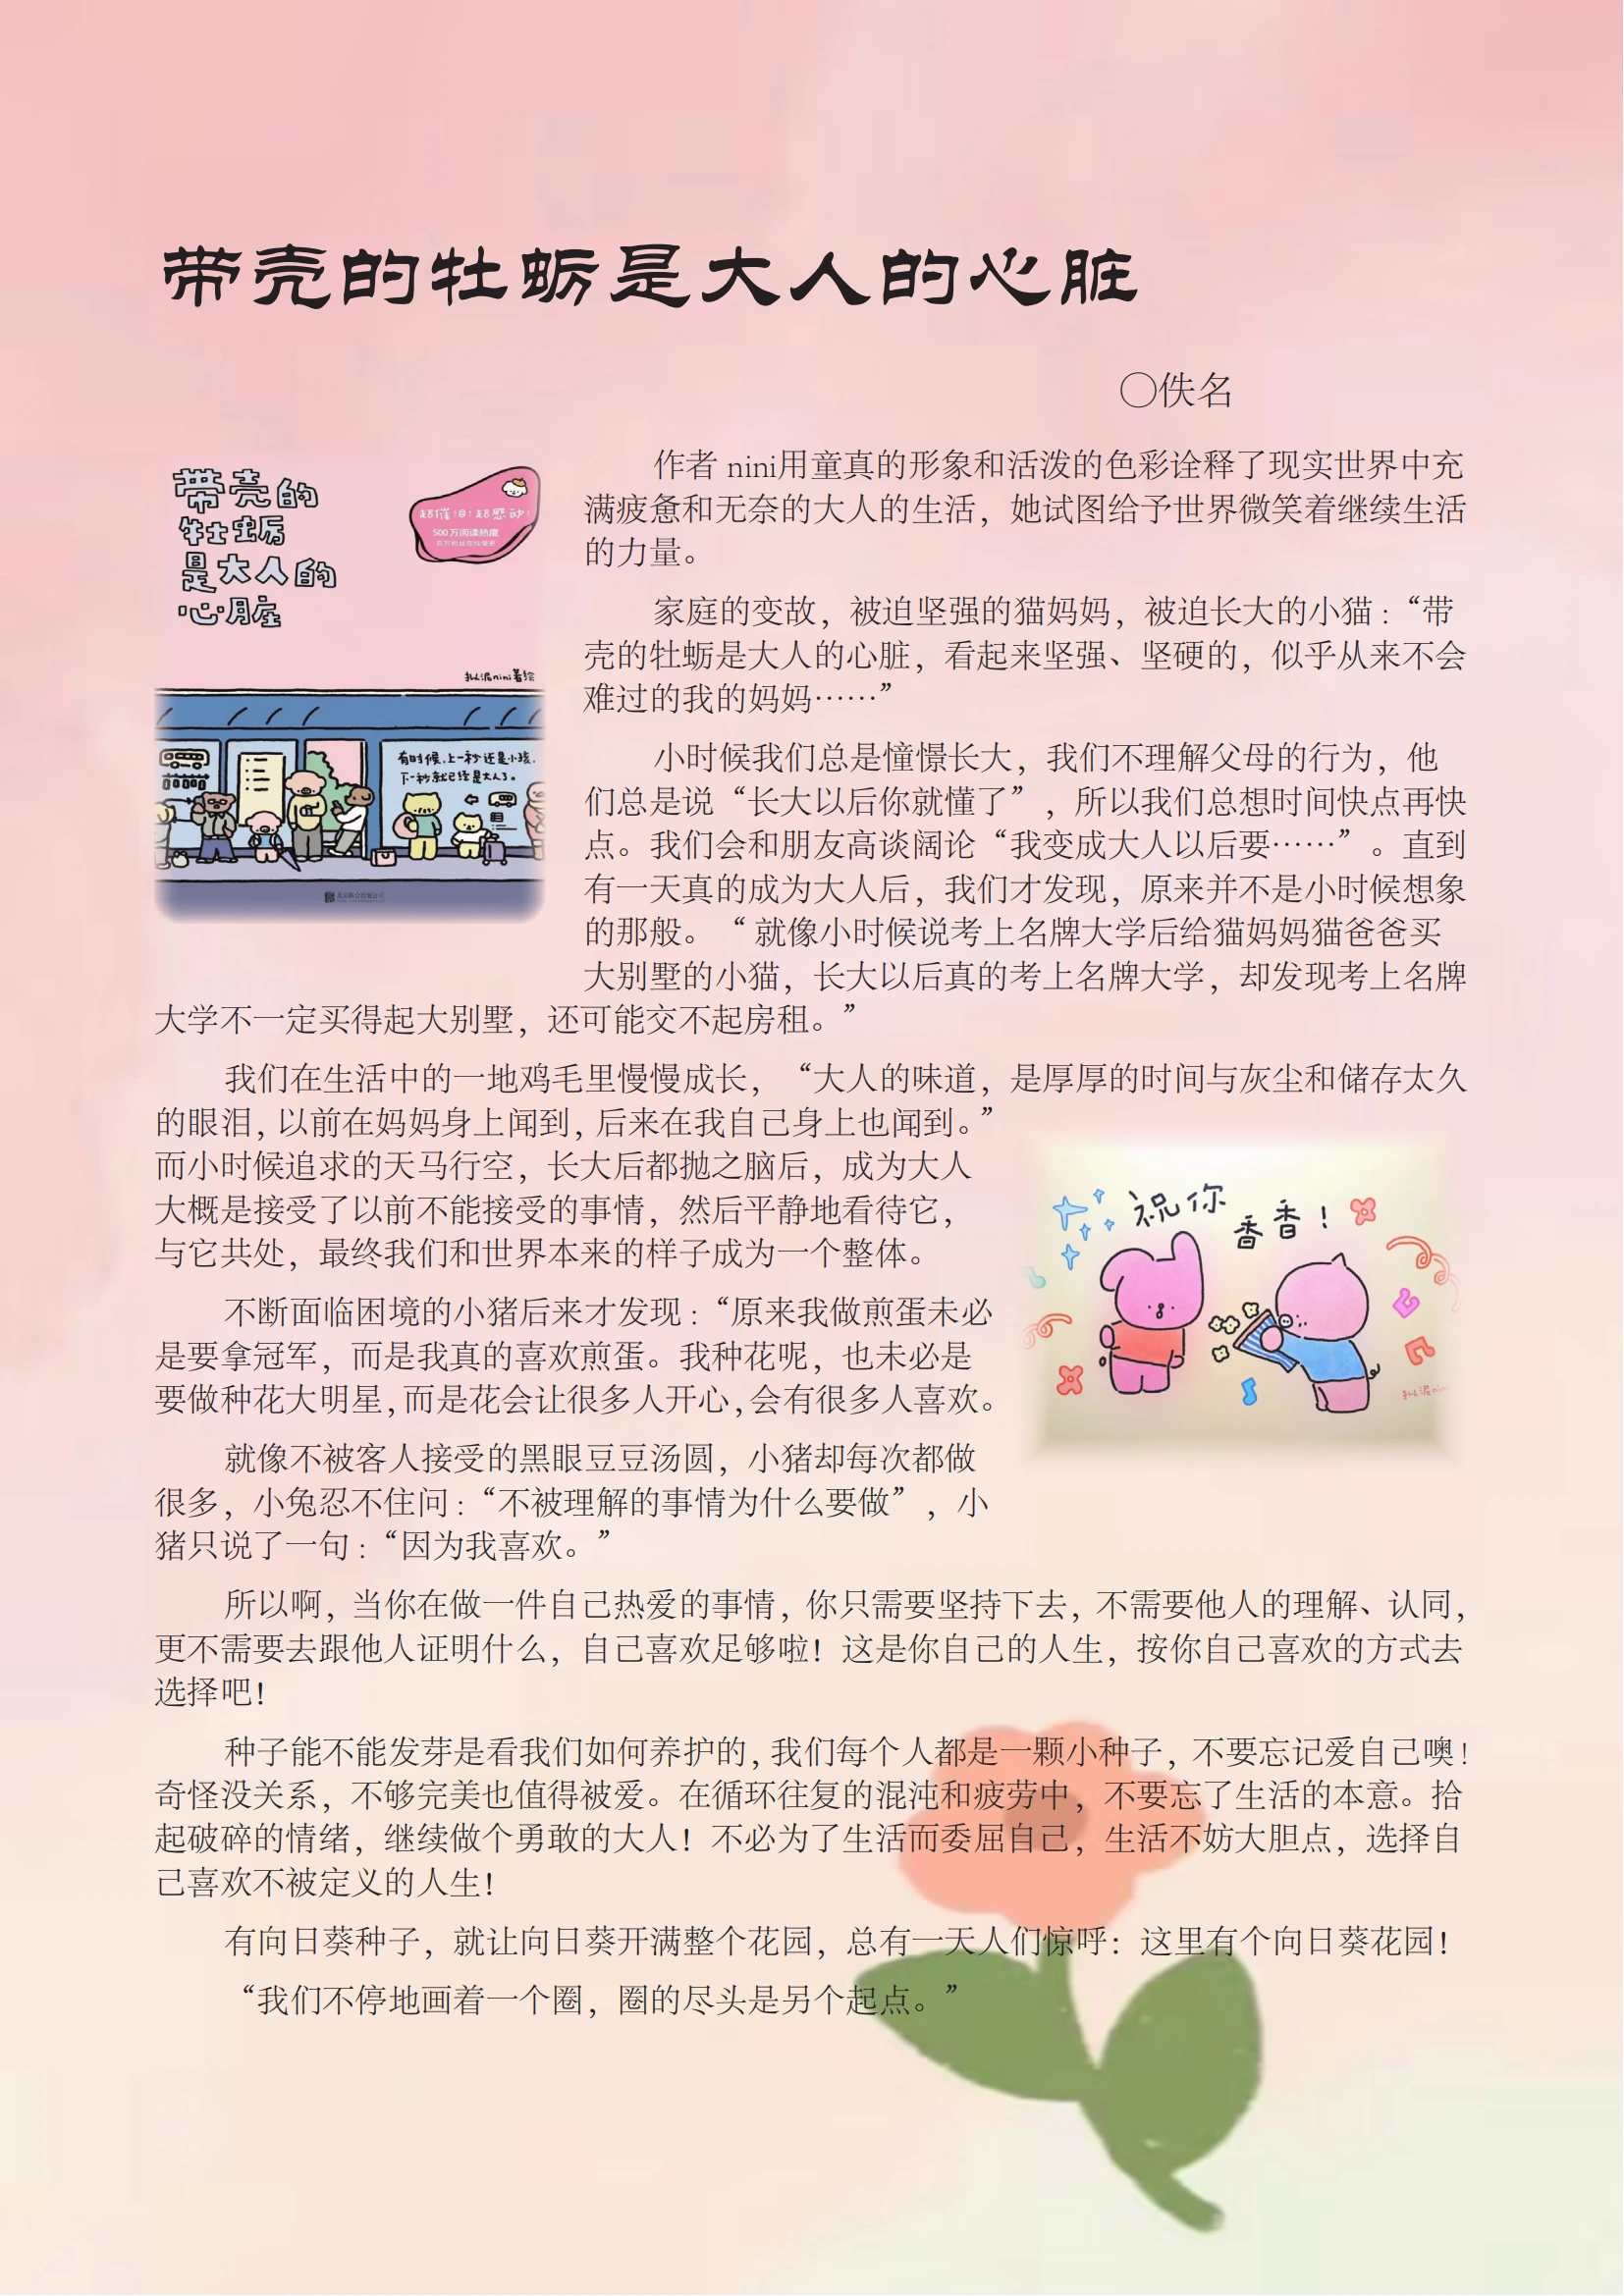 带壳的牡蛎是大人的心脏
〇佚名
带壳的
牡蛎
是大人的
心脏
超催泪!超感动!
500万阅读热度
扒泥nini著绘
有时候,上一秒还是小孩,
下一秒就已经是大人了。
作者 nini用童真的形象和活泼的色彩诠释了现实世界中充
满疲惫和无奈的大人的生活，她试图给予世界微笑着继续生活
的力量。
家庭的变故，被迫坚强的猫妈妈，被迫长大的小猫：“带
壳的牡蛎是大人的心脏，看起来坚强、坚硬的，似乎从来不会
难过的我的妈妈……”
小时候我们总是憧憬长大，我们不理解父母的行为，他
们总是说“长大以后你就懂了”，所以我们总想时间快点再快
点。我们会和朋友高谈阔论“我变成大人以后要……”。直到
有一天真的成为大人后，我们才发现，原来并不是小时候想象
的那般。“就像小时候说考上名牌大学后给猫妈妈猫爸爸买
大别墅的小猫，长大以后真的考上名牌大学，却发现考上名牌
大学不一定买得起大别墅，还可能交不起房租。”
我们在生活中的一地鸡毛里慢慢成长，“大人的味道，是厚厚的时间与灰尘和储存太久
的眼泪，以前在妈妈身上闻到，后来在我自己身上也闻到。”
而小时候追求的天马行空，长大后都抛之脑后，成为大人
大概是接受了以前不能接受的事情，然后平静地看待它，
与它共处，最终我们和世界本来的样子成为一个整体。
祝你
香香！
扒泥nini
不断面临困境的小猪后来才发现：“原来我做煎蛋未必
是要拿冠军，而是我真的喜欢煎蛋。我种花呢，也未必是
要做种花大明星，而是花会让很多人开心，会有很多人喜欢。
就像不被客人接受的黑眼豆豆汤圆，小猪却每次都做
很多，小兔忍不住问：“不被理解的事情为什么要做”，小
猪只说了一句：“因为我喜欢。”
所以啊，当你在做一件自己热爱的事情，你只需要坚持下去，不需要他人的理解、认同，
更不需要去跟他人证明什么，自己喜欢足够啦！这是你自己的人生，按你自己喜欢的方式去
选择吧！
种子能不能发芽是看我们如何养护的，我们每个人都是一颗小种子，不要忘记爱自己噢！
奇怪没关系，不够完美也值得被爱。在循环往复的混沌和疲劳中，不要忘了生活的本意。拾
起破碎的情绪，继续做个勇敢的大人！不必为了生活而委屈自己，生活不妨大胆点，选择自
己喜欢不被定义的人生！
有向日葵种子，就让向日葵开满整个花园，总有一天人们惊呼：这里有个向日葵花园！
“我们不停地画着一个圈，圈的尽头是另个起点。”